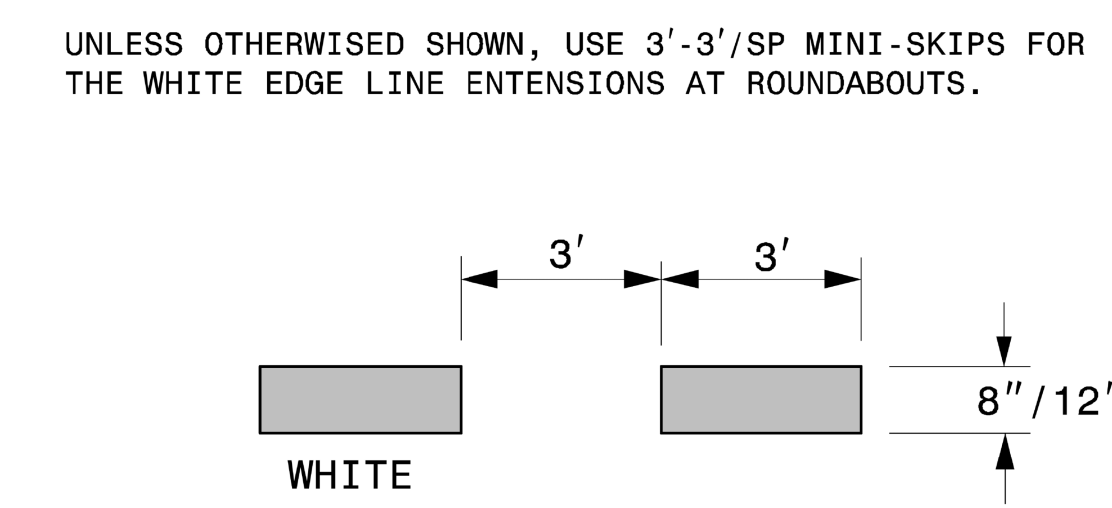 UNLESS OTHERWISED SHOWN, USE 3'-3'/SP MINI-SKIPS FOR
THE WHITE EDGE LINE ENTENSIONS AT ROUNDABOUTS.
3' 3'
8"/12'
WHITE